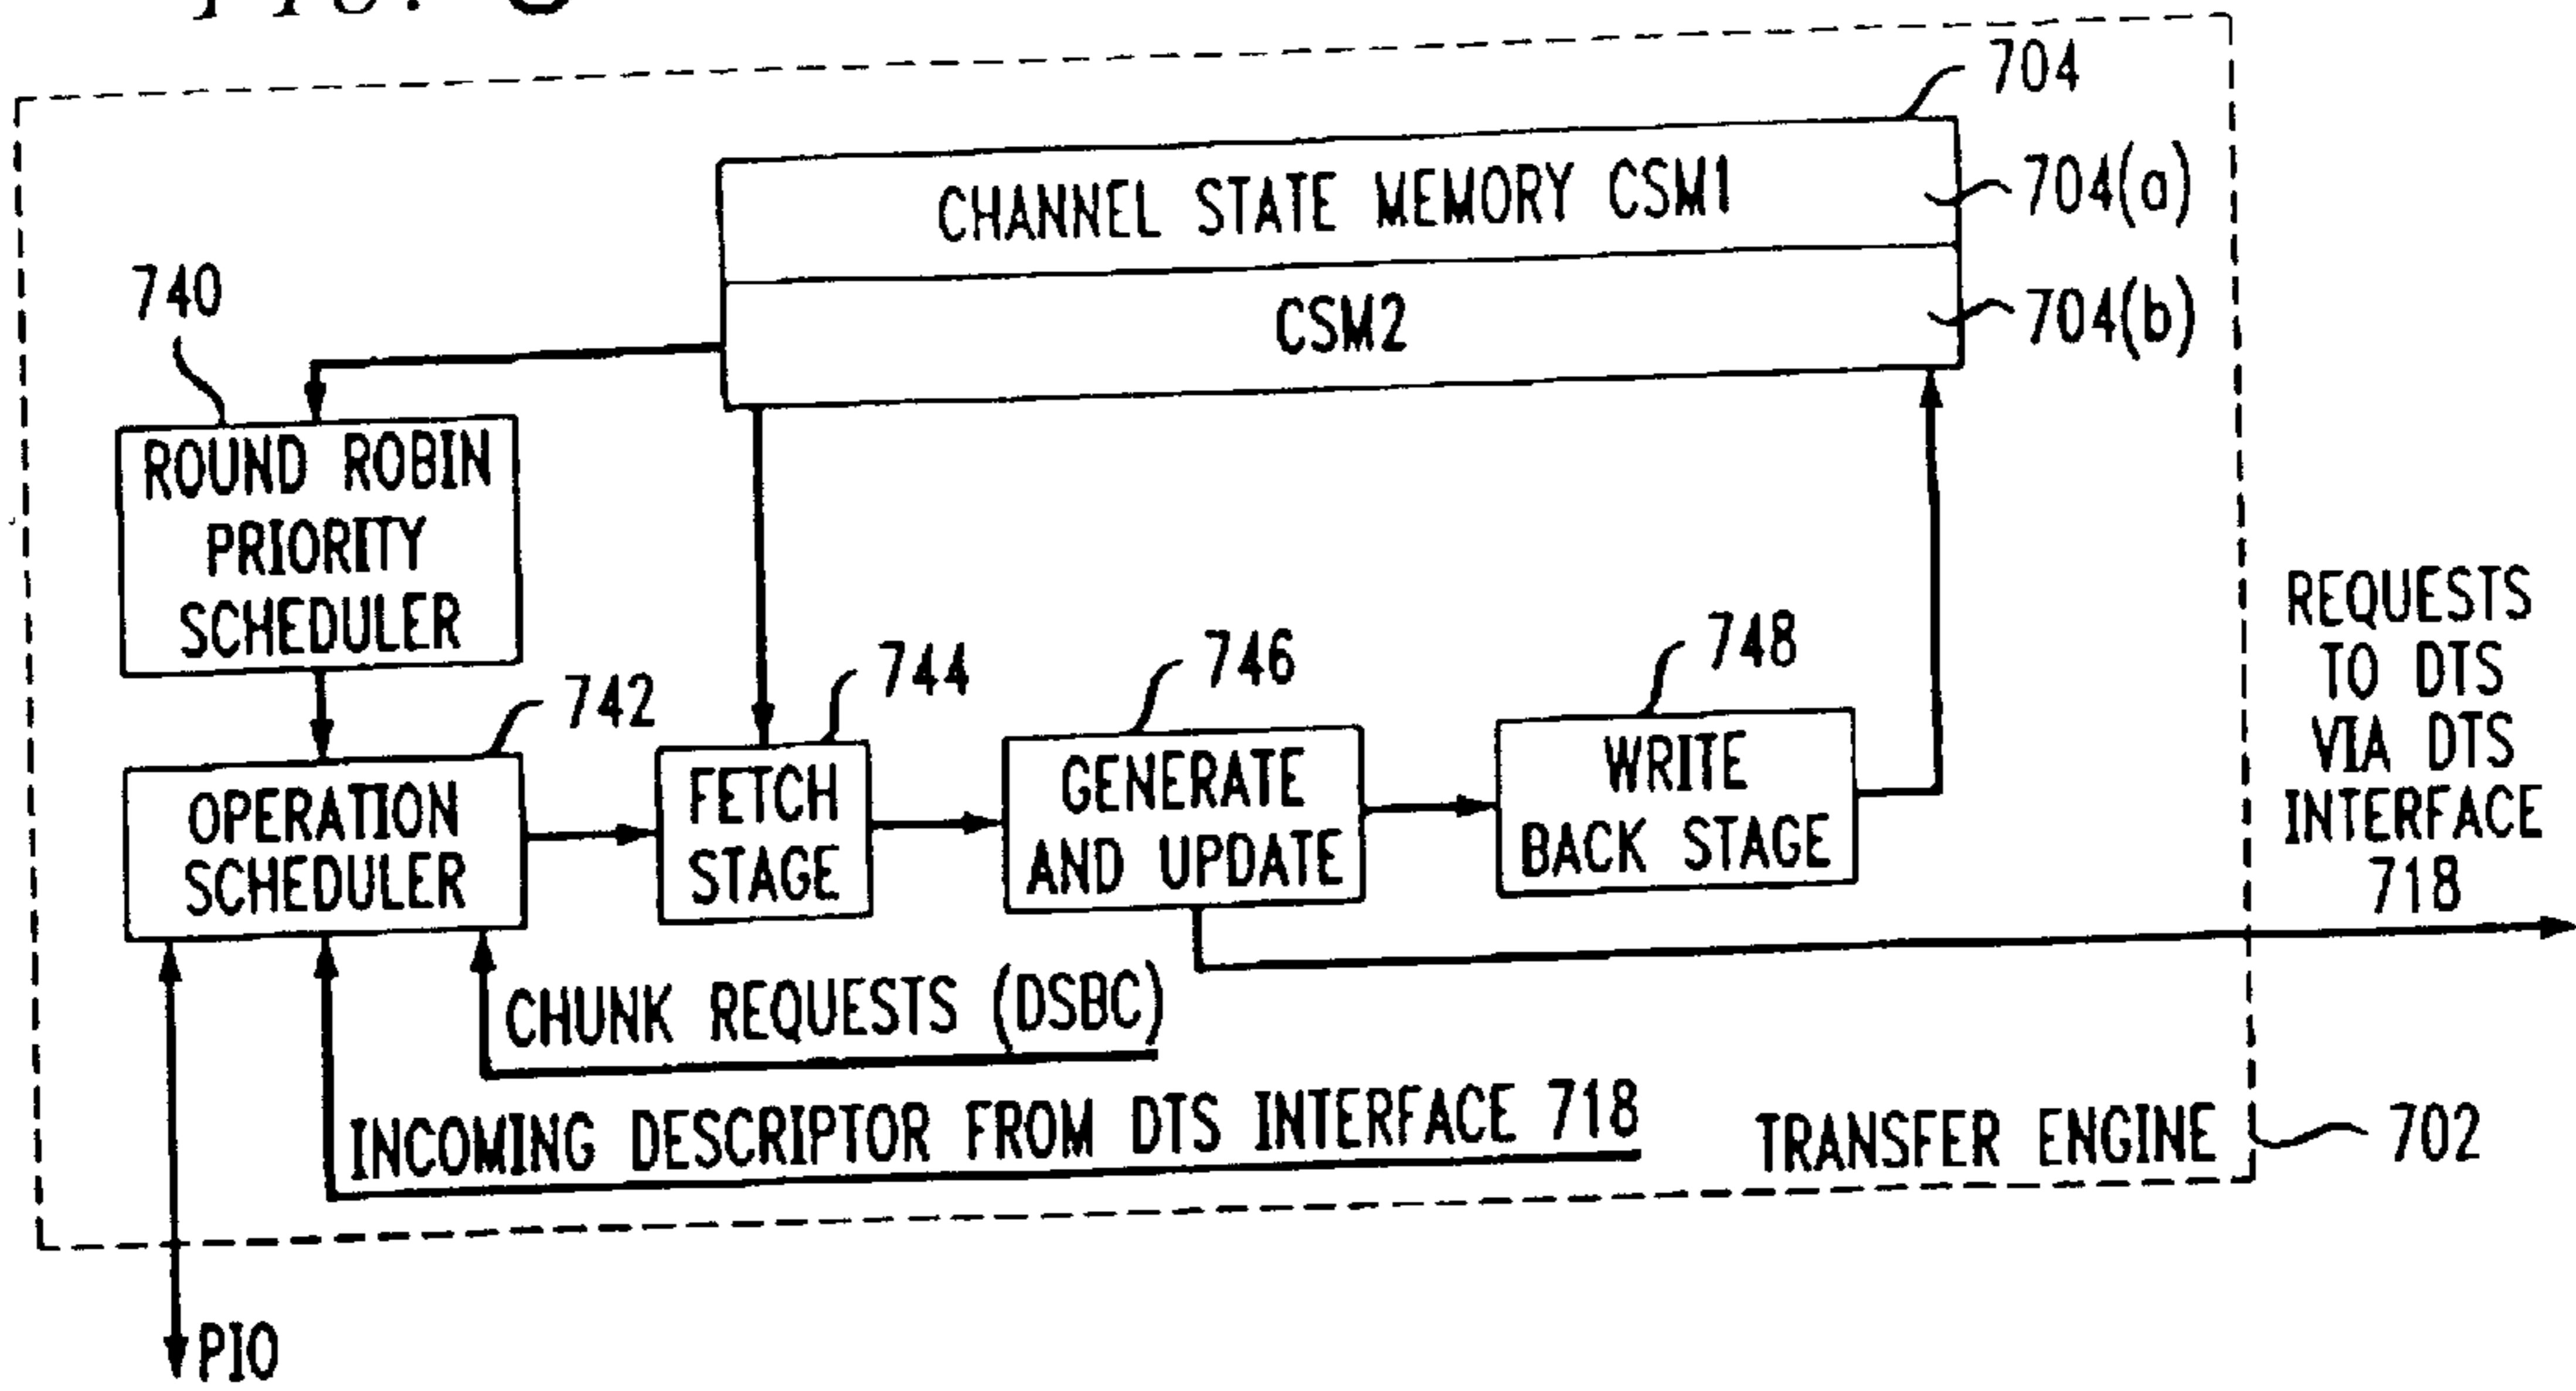 704
CHANNEL STATE MEMORY CSM1
704(a)
CSM2
704(b)
740
ROUND ROBIN
PRIORITY
SCHEDULER
742
OPERATION
SCHEDULER
744
FETCH
STAGE
746
GENERATE
AND UPDATE
748
WRITE
BACK STAGE
REQUESTS
TO DTS
VIA DTS
INTERFACE
718
CHUNK REQUESTS (DSBC)
INCOMING DESCRIPTOR FROM DTS INTERFACE 718
TRANSFER ENGINE
702
PIO